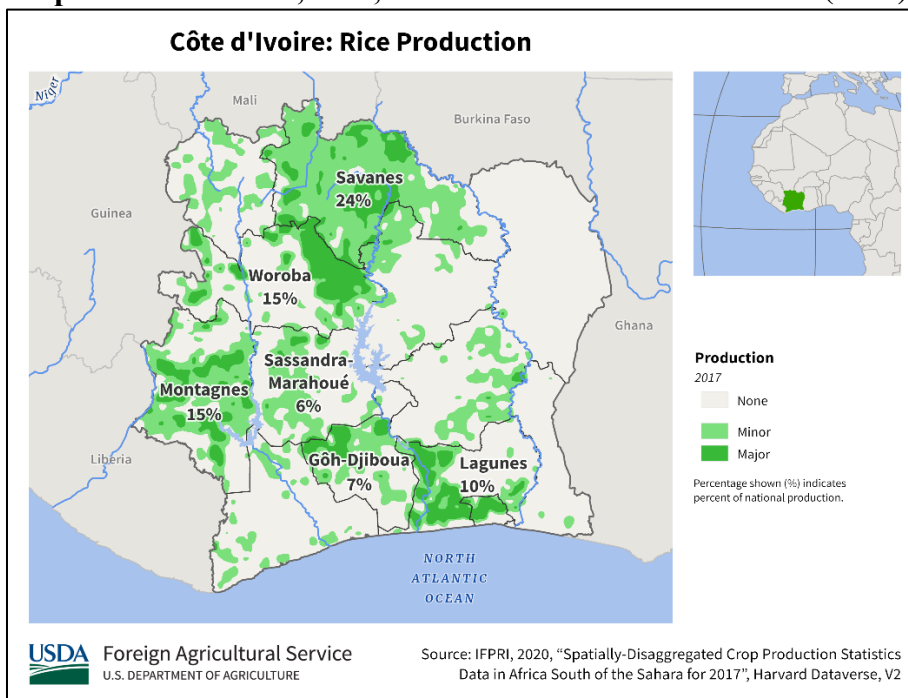 Côte d'Ivoire: Rice Production
Niger
Mali
Burkina Faso
Guinea
Savanes
24%
Woroba
15%
Ghana
Sassandra-
Marahoué
6%
Montagnes
15%
Liberia
Gôh-Djiboua
7%
Lagunes
10%
NORTH
ATLANTIC
OCEAN
Production
2017
None
Minor
Major
Percentage shown (%) indicates
percent of national production.
USDA
Foreign Agricultural Service
U.S. DEPARTMENT OF AGRICULTURE
Source: IFPRI, 2020, “Spatially-Disaggregated Crop Production Statistics
Data in Africa South of the Sahara for 2017”, Harvard Dataverse, V2